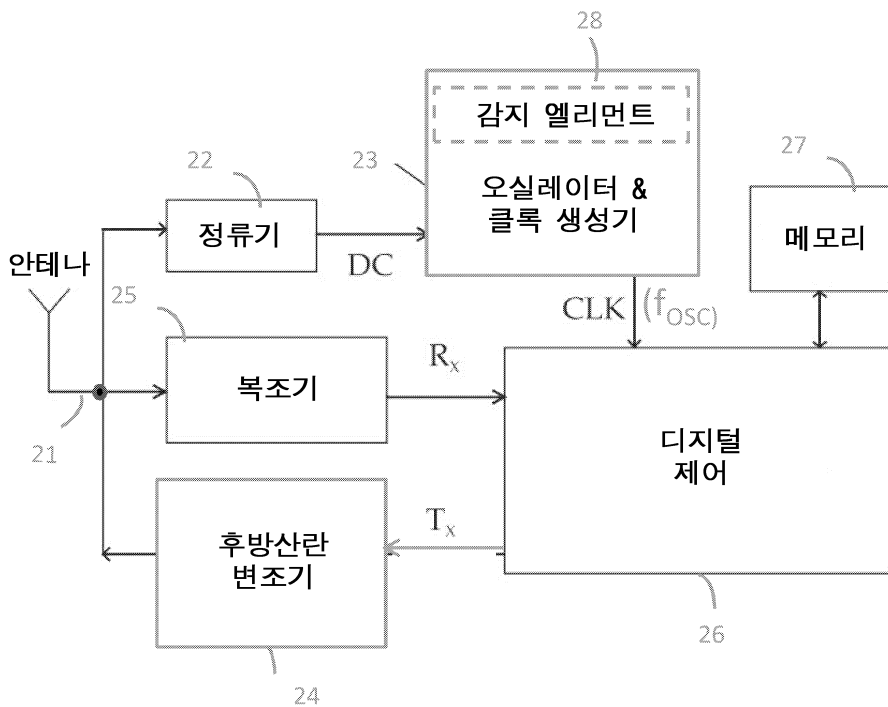 28
감지 엘리먼트
27
22
23
오실레이터 &
클록 생성기
정류기
메모리
안테나
DC
25
CLK (fOSC)
Rx
복조기
디지털
제어
21
Tx
후방산란
변조기
26
24